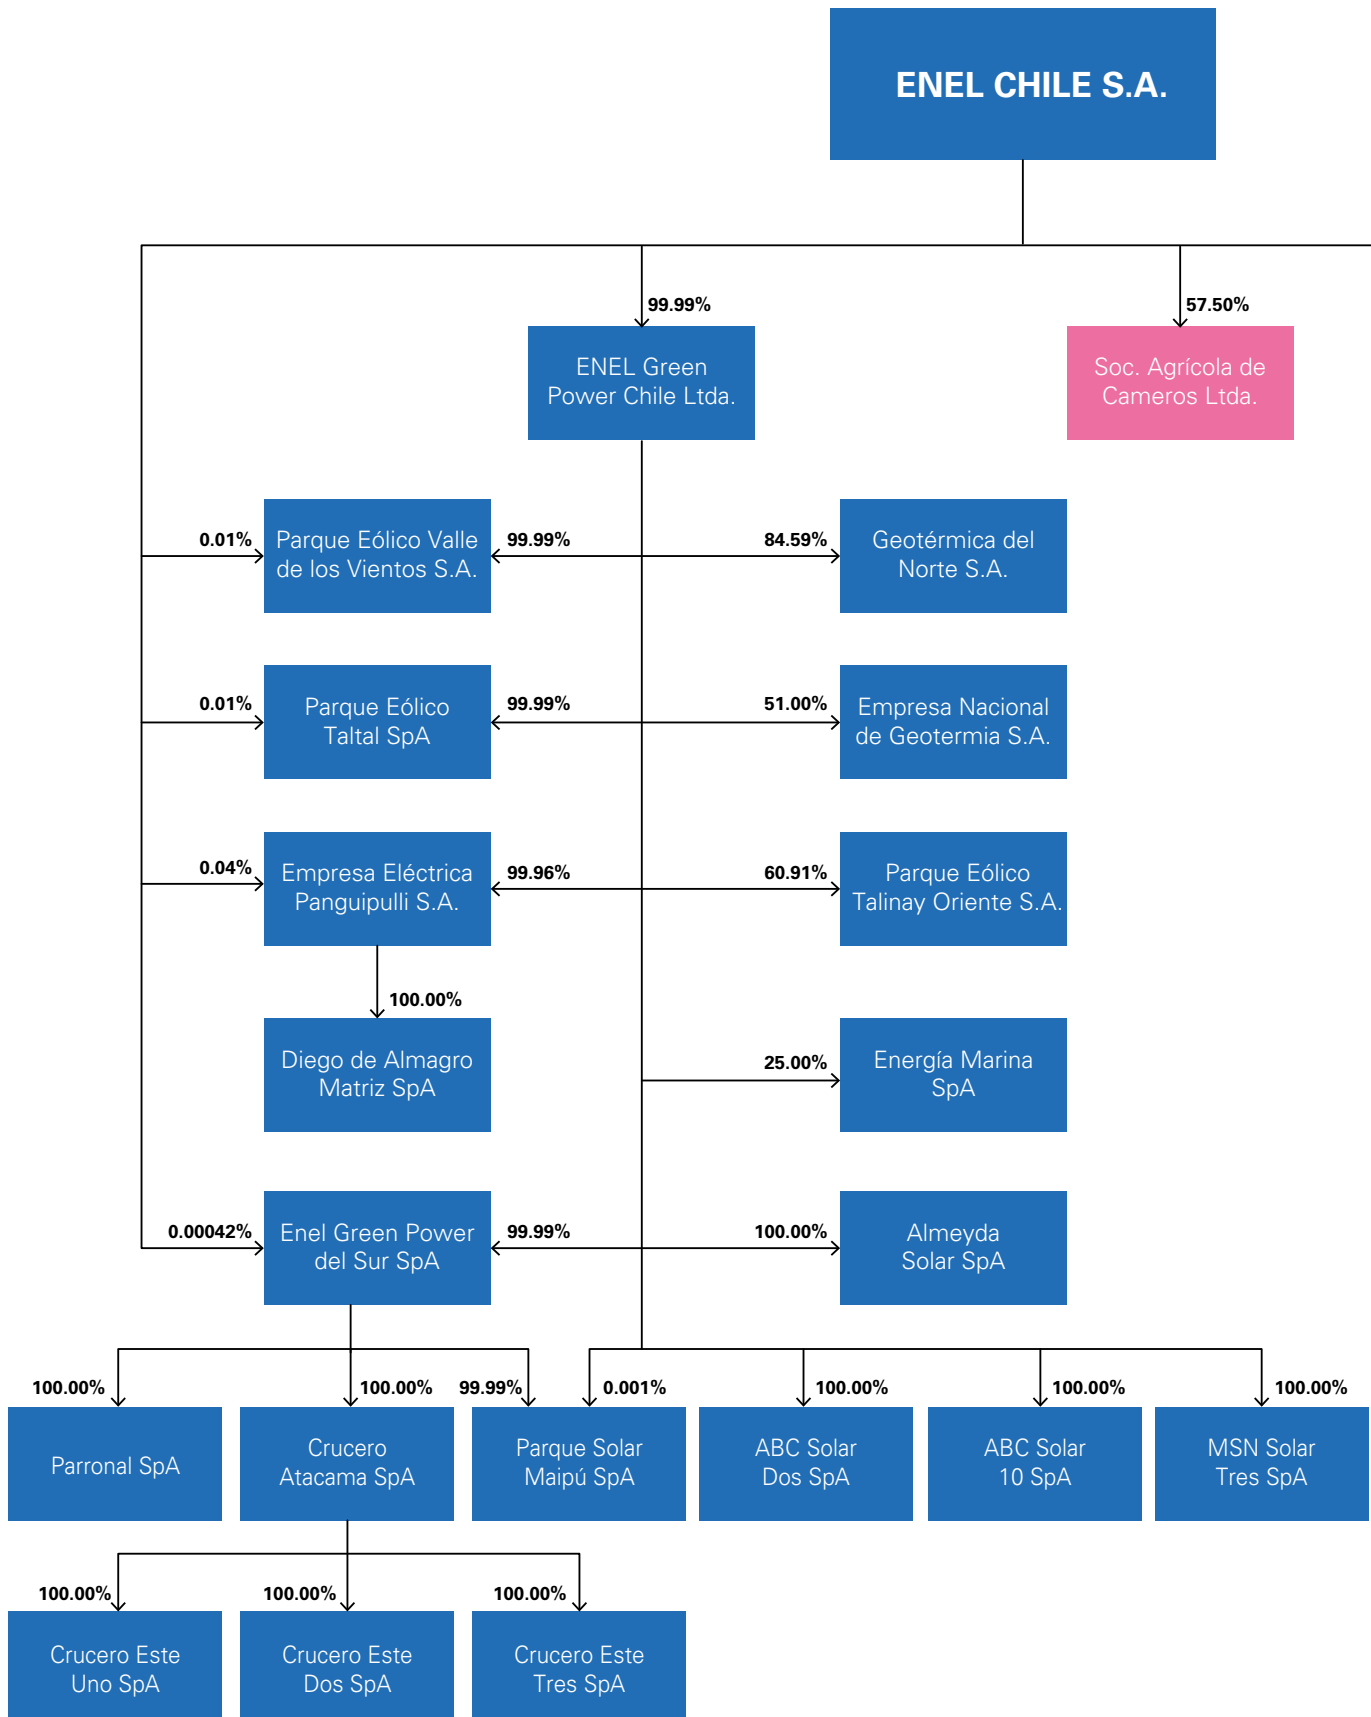 ENEL CHILE S.A.
99.99%
57.50%
ENEL Green
Power Chile Ltda.
Soc. Agrícola de
Cameros Ltda.
0.01%
Parque Eólico Valle
de los Vientos S.A.
99.99%
84.59%
Geotérmica del
Norte S.A.
0.01%
Parque Eólico
Taltal SpA
99.99%
51.00%
Empresa Nacional
de Geotermia S.A.
0.04%
Empresa Eléctrica
Panguipulli S.A.
99.96%
60.91%
Parque Eólico
Talinay Oriente S.A.
100.00%
Diego de Almagro
Matriz SpA
25.00%
Energía Marina
SpA
0.00042%
Enel Green Power
del Sur SpA
99.99%
100.00%
Almeyda
Solar SpA
100.00%
100.00%
99.99%
0.001%
100.00%
100.00%
100.00%
Parronal SpA
Crucero
Atacama SpA
Parque Solar
Maipú SpA
ABC Solar
Dos SpA
ABC Solar
10 SpA
MSN Solar
Tres SpA
100.00%
100.00%
100.00%
Crucero Este
Uno SpA
Crucero Este
Dos SpA
Crucero Este
Tres SpA